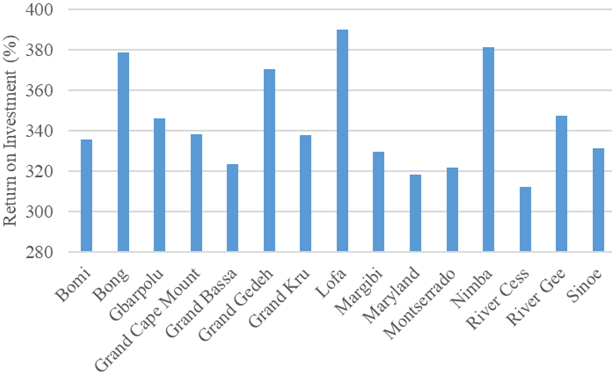 Return on Investment (%)
400
380
360
340
320
300
280
Bomi
Bong
Gbarpolu
Grand Cape Mount
Grand Bassa
Grand Gedeh
Grand Kru
Lofa
Margibi
Maryland
Montserrado
Nimba
River Cess
River Gee
Sinoe